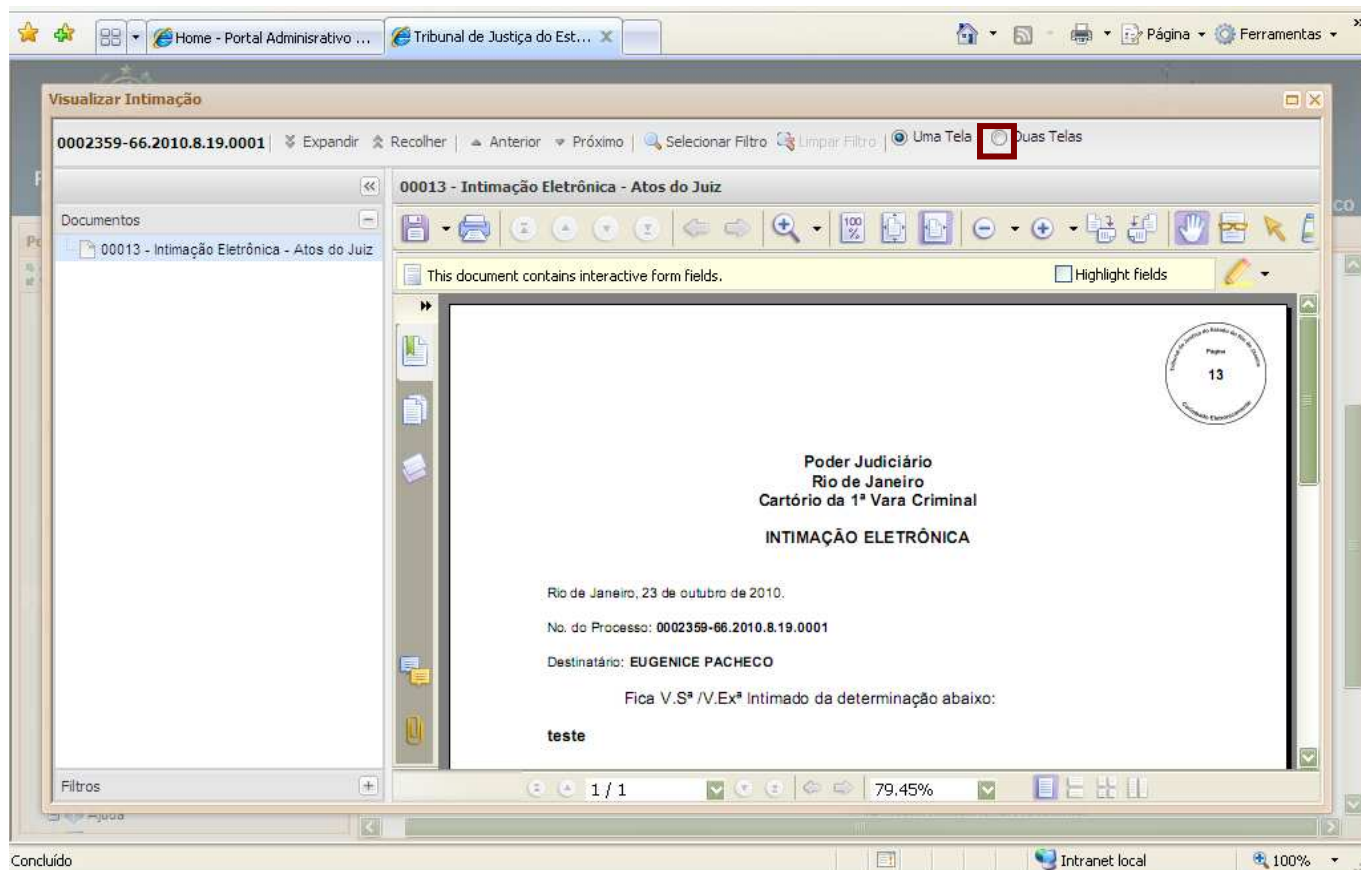 Home - Portal Adminisrativo ...
Tribunal de Justiça do Est...
Página
Ferramentas
Visualizar Intimação
0002359-66.2010.8.19.0001
Expandir
Recolher
Anterior
Próximo
Selecionar Filtro
Limpar Filtro
Uma Tela
Duas Telas
00013 - Intimação Eletrônica - Atos do Juiz
Documentos
00013 - Intimação Eletrônica - Atos do Juiz
This document contains interactive form fields.
Highlight fields
Página
13
Poder Judiciário
Rio de Janeiro
Cartório da 1ª Vara Criminal
INTIMAÇÃO ELETRÔNICA
Rio de Janeiro, 23 de outubro de 2010.
No. do Processo: 0002359-66.2010.8.19.0001
Destinatário: EUGENICE PACHECO
Fica V.Sª /V.Exª Intimado da determinação abaixo:
teste
Filtros
1 / 1
79,45%
Ajuda
Concluído
Intranet local
100%